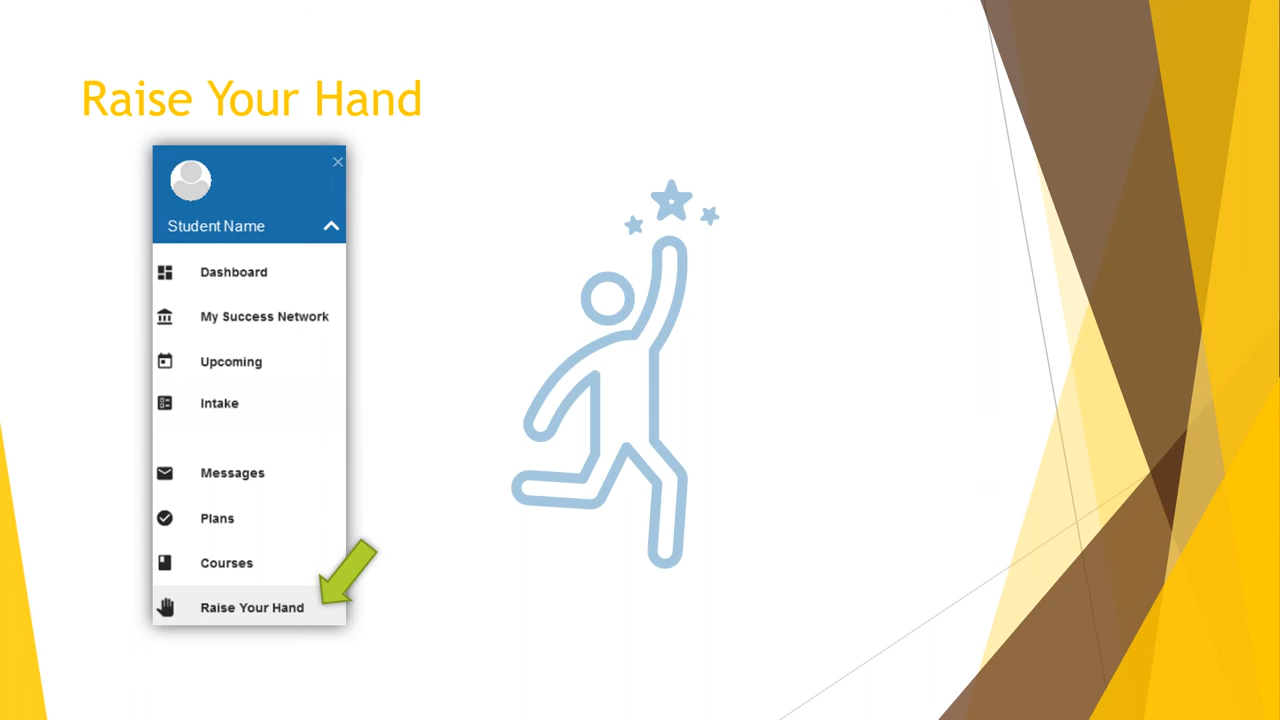 Raise Your Hand
Student Name
Dashboard
My Success Network
Upcoming
Intake
Messages
Plans
Courses
Raise Your Hand